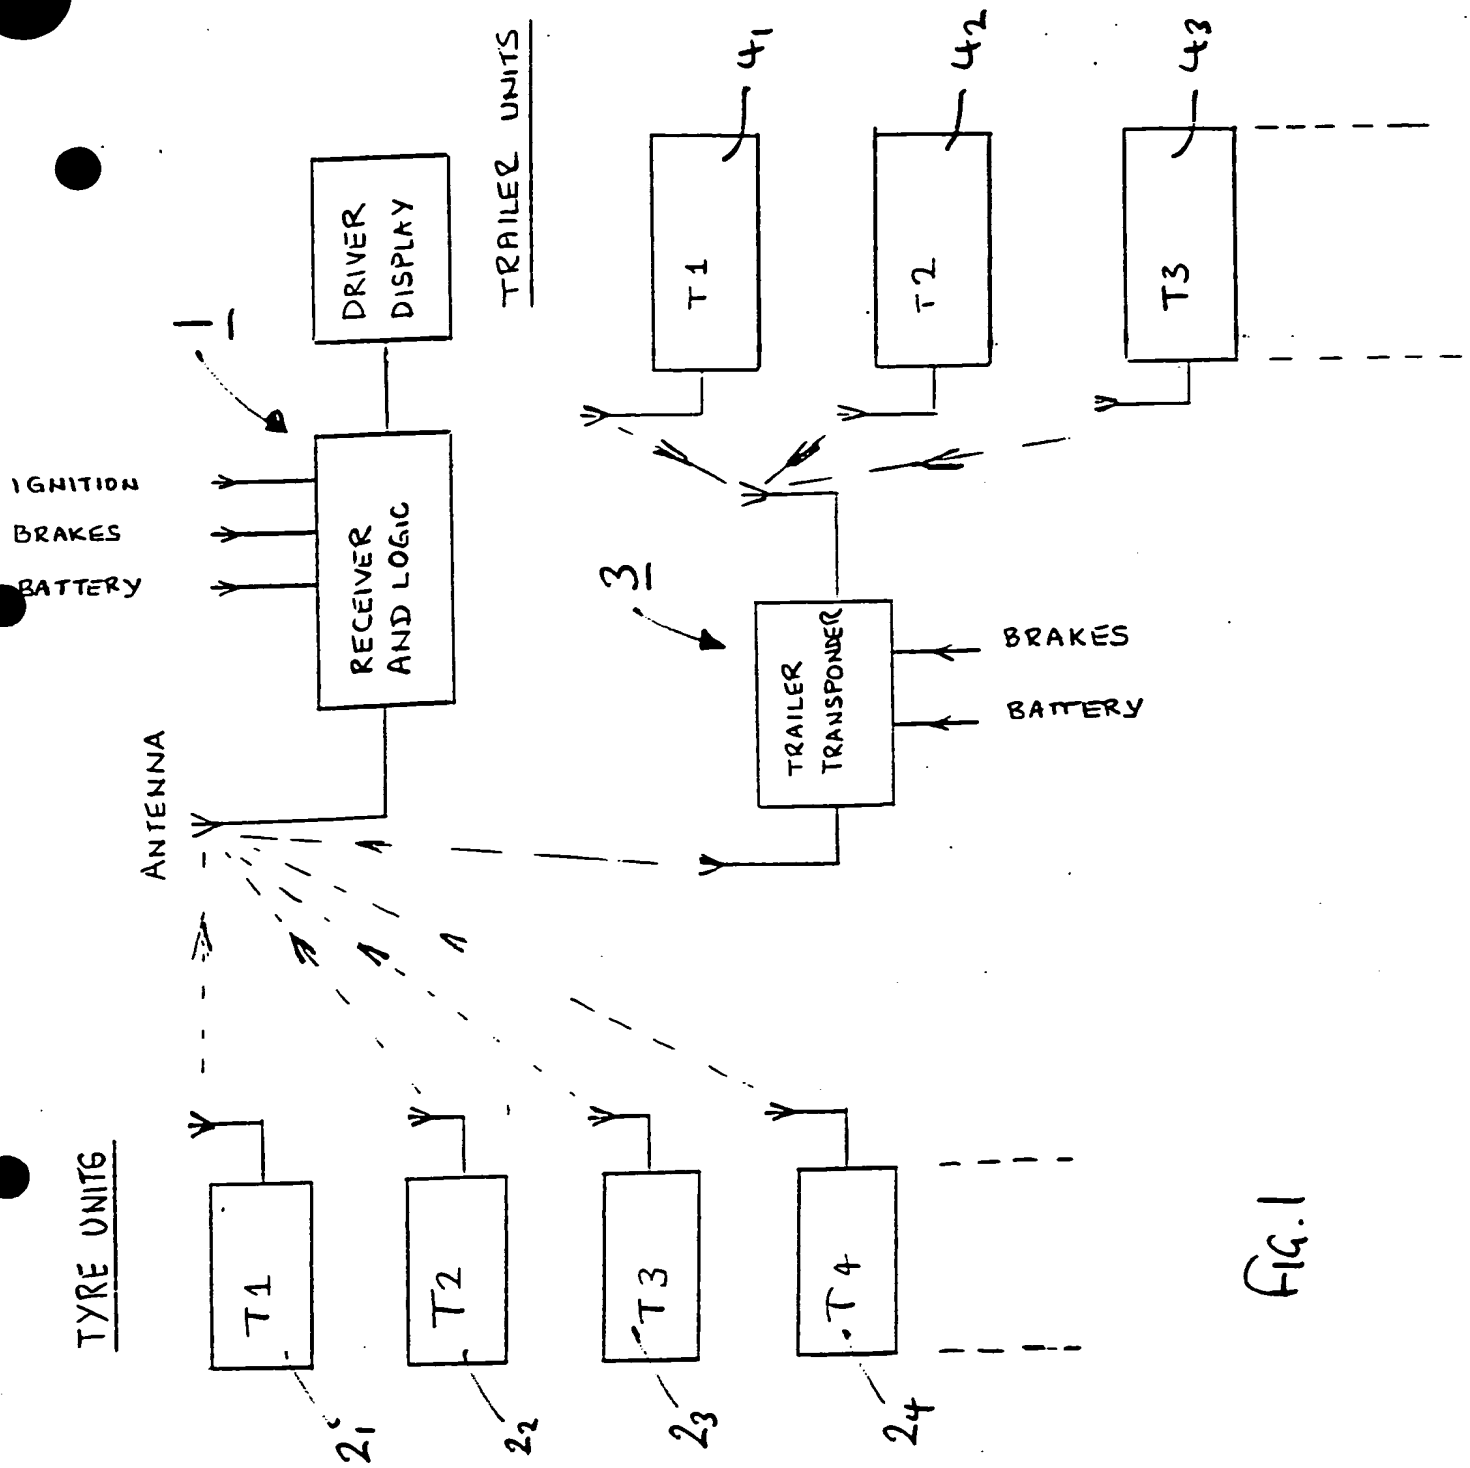 TYRE UNITS
T1
2₁
T2
2₂
T3
2₃
T4
2₄
ANTENNA
IGNITION
BRAKES
BATTERY
1
RECEIVER
AND LOGIC
DRIVER
DISPLAY
3
TRAILER
TRANSPONDER
BRAKES
BATTERY
TRAILER UNITS
T1
4₁
T2
4₂
T3
4₃
FIG.1